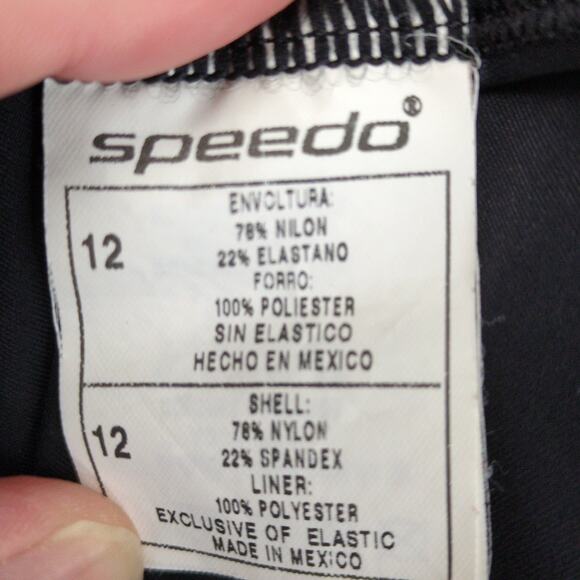 speedo®
12
ENVOLTURA:
78% NILON
22% ELASTANO
FORRO:
100% POLIESTER
SIN ELASTICO
HECHO EN MEXICO
12
SHELL:
78% NYLON
22% SPANDEX
LINER:
100% POLYESTER
EXCLUSIVE OF ELASTIC
MADE IN MEXICO